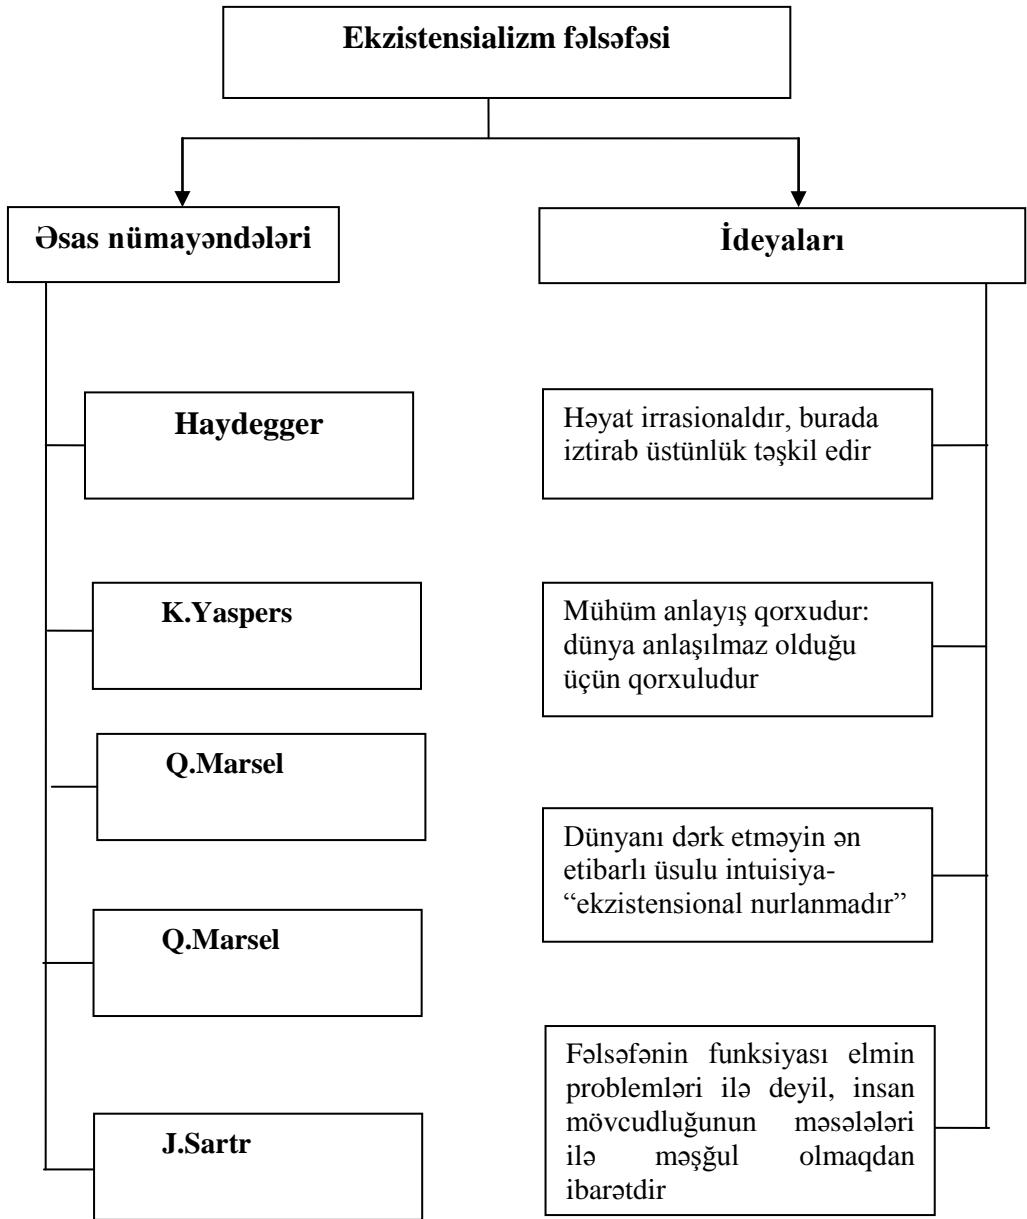 Ekzistensializm fəlsəfəsi
Əsas nümayəndələri
İdeyaları
Haydegger
K.Yaspers
Q.Marsel
Q.Marsel
J.Sartr
Həyat irrasionaldır, burada
iztirab üstünlük təşkil edir
Mühüm anlayış qorxudur:
dünya anlaşılmaz olduğu
üçün qorxuludur
Dünyanı dərk etməyin ən
etibarlı üsulu intuisiya-
“ekzistensional nurlanmadır”
Fəlsəfənin funksiyası elmin
problemləri ilə deyil, insan
mövcudluğunun məsələləri
ilə məşğul olmaqdan
ibarətdir